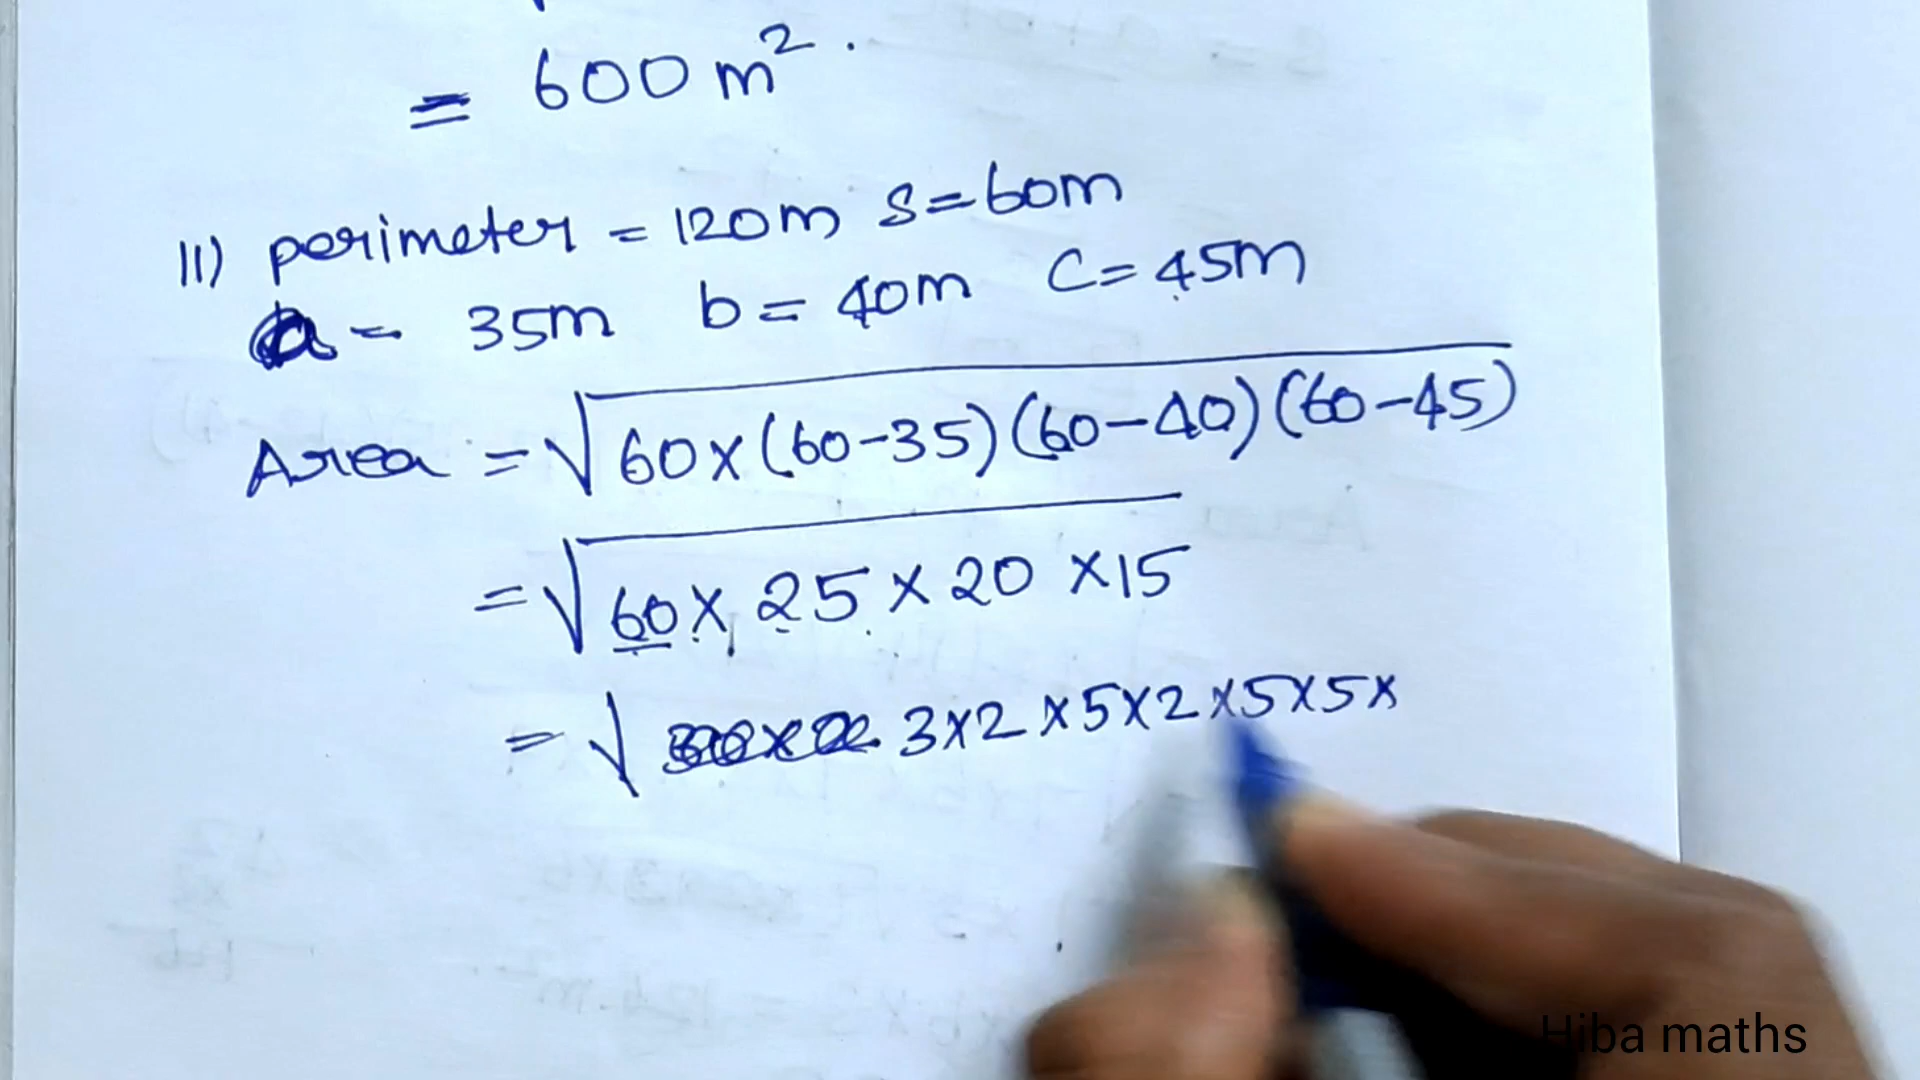 = 600 m².
11) perimeter = 120m s=60m
a = 35m b = 40m c = 45m
Area = √60×(60-35)(60-40)(60-45)
= √60× 25 × 20 ×15
= √ 3×2 ×5×2×5×5×
Hiba maths